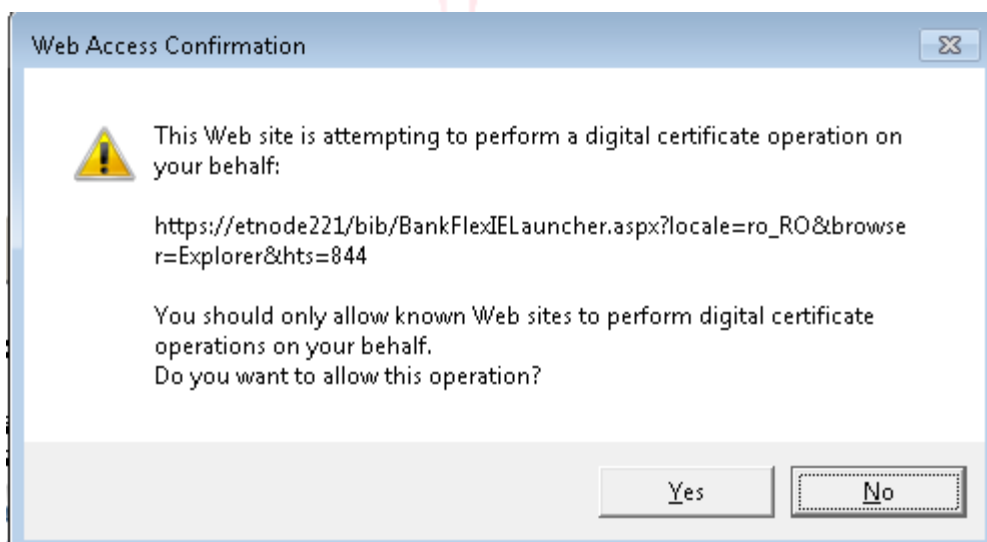 Web Access Confirmation
This Web site is attempting to perform a digital certificate operation on
your behalf:
https://etnode221/bib/BankFlexIELauncher.aspx?locale=ro_RO&browse
r=Explorer&hts=844
You should only allow known Web sites to perform digital certificate
operations on your behalf.
Do you want to allow this operation?
Yes
No